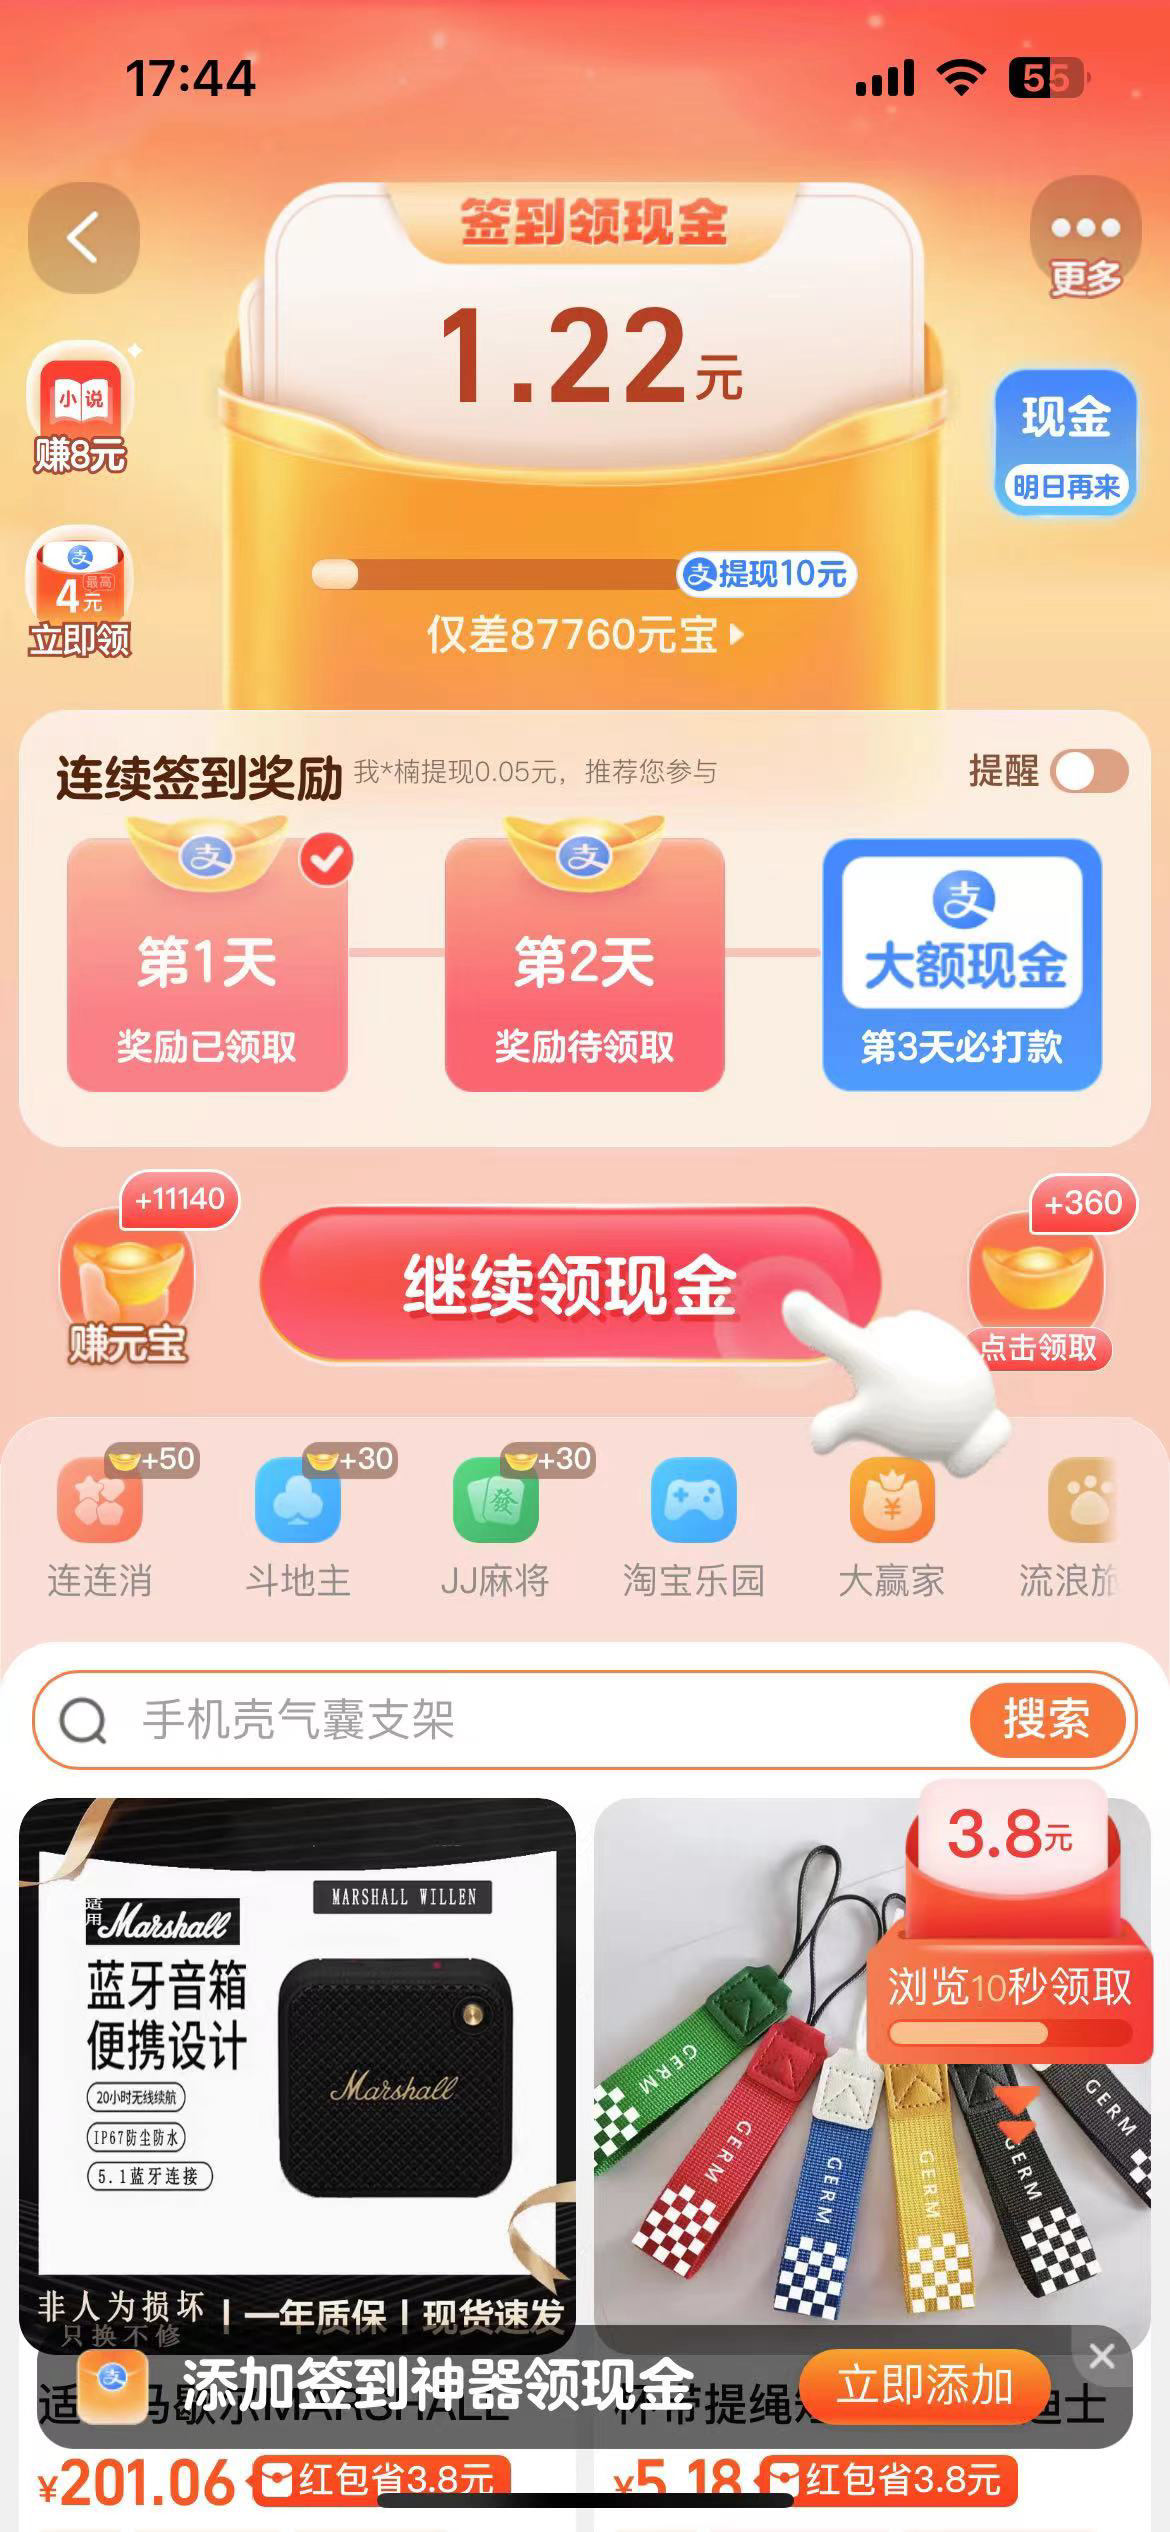 17:44
55
签到领现金
更多
1.22元
小说
赚8元
现金
明日再来
支
最高
4元
立即领
支提现10元
仅差87760元宝
连续签到奖励
我*楠提现0.05元，推荐您参与
提醒
支
支
支
第1天
第2天
大额现金
奖励已领取
奖励待领取
第3天必打款
+11140
+360
继续领现金
赚元宝
点击领取
+50
+30
+30
發
¥
连连消
斗地主
JJ麻将
淘宝乐园
大赢家
流浪旅
手机壳气囊支架
搜索
3.8元
浏览10秒领取
适用
Marshall
MARSHALL WILLEN
蓝牙音箱
便携设计
20小时无线续航
IP67防尘防水
5.1蓝牙连接
Marshall
GERM
GERM
GERM
GERM
GERM
GERM
非人为损坏
只换不修
一年质保
现货速发
支
添加签到神器领现金
立即添加
适
马歇尔MARSHALL
杯带提绳
迪士
¥201.06
红包省3.8元
¥5.18
红包省3.8元